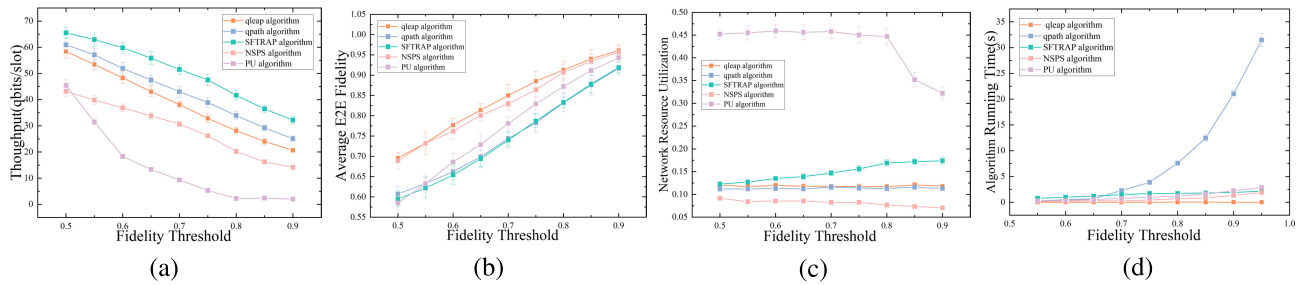 70
60
50
40
30
20
10
0
Thoughput(qbits/slot)
qleap algorithm
qpath algorithm
SFTRAP algorithm
NSPS algorithm
PU algorithm
0.5 0.6 0.7 0.8 0.9
Fidelity Threshold
(a)
1.00
0.95
0.90
0.85
0.80
0.75
0.70
0.65
0.60
0.55
Average E2E Fidelity
qleap algorithm
qpath algorithm
SFTRAP algorithm
NSPS algorithm
PU algorithm
0.5 0.6 0.7 0.8 0.9
Fidelity Threshold
(b)
0.50
0.45
0.40
0.35
0.30
0.25
0.20
0.15
0.10
0.05
Network Resource Utilization
qleap algorithm
qpath algorithm
SFTRAP algorithm
NSPS algorithm
PU algorithm
0.5 0.6 0.7 0.8 0.9
Fidelity Threshold
(c)
35
30
25
20
15
10
5
0
Algorithm Running Time(s)
qleap algorithm
qpath algorithm
SFTRAP algorithm
NSPS algorithm
PU algorithm
0.5 0.6 0.7 0.8 0.9 1.0
Fidelity Threshold
(d)